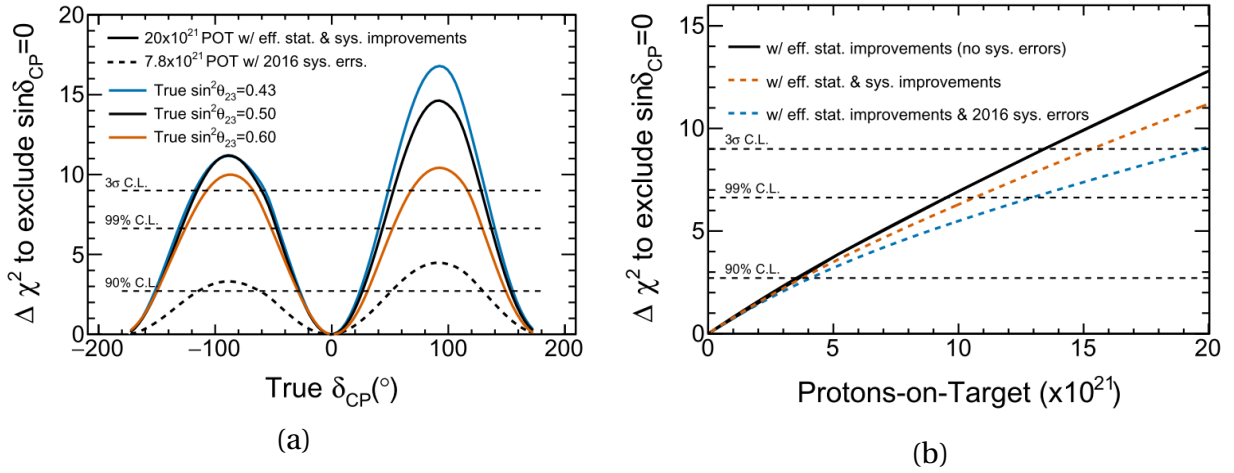 20
20x10²¹ POT w/ eff. stat. & sys. improvements
7.8x10²¹ POT w/ 2016 sys. errs.
True sin²θ₂₃=0.43
True sin²θ₂₃=0.50
True sin²θ₂₃=0.60
15
10
3σ C.L.
99% C.L.
5
90% C.L.
0
−200 −100 0 100 200
Δ χ² to exclude sinδCP=0
True δCP(°)
(a)
15
w/ eff. stat. improvements (no sys. errors)
w/ eff. stat. & sys. improvements
w/ eff. stat. improvements & 2016 sys. errors
10
3σ C.L.
99% C.L.
5
90% C.L.
0
0 5 10 15 20
Δ χ² to exclude sinδCP=0
Protons-on-Target (x10²¹)
(b)